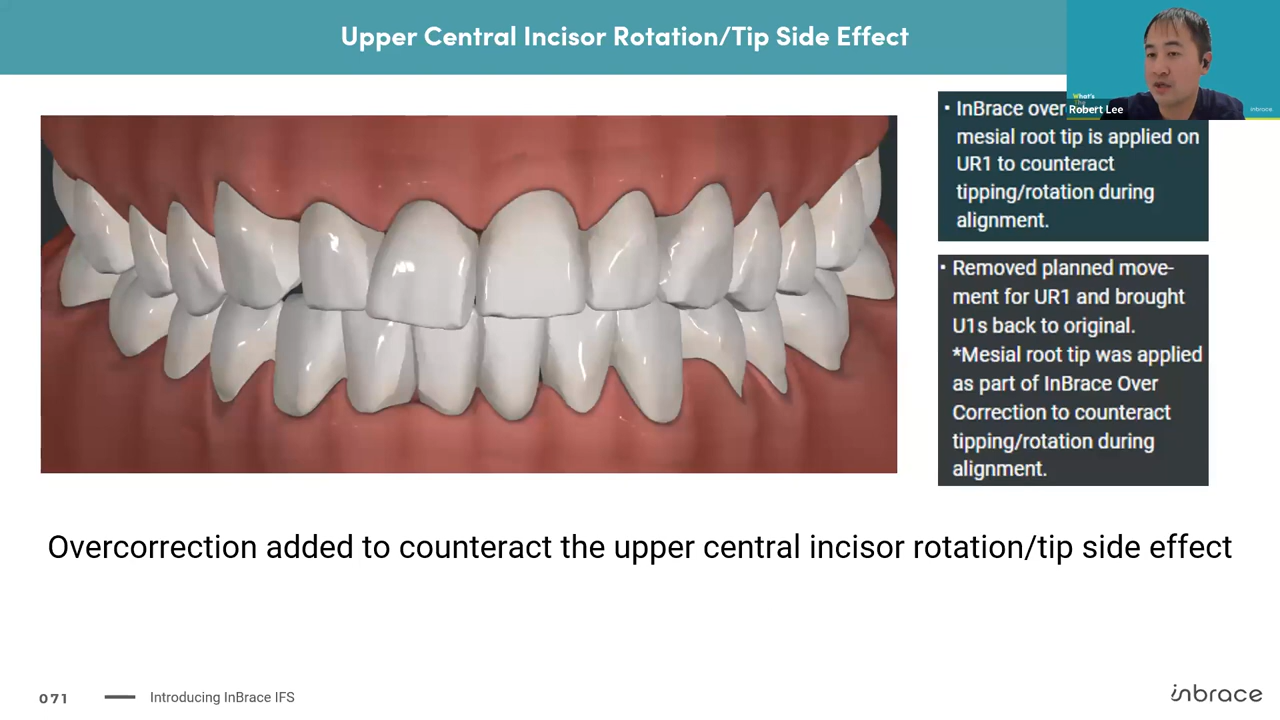 Upper Central Incisor Rotation/Tip Side Effect
What's
Robert Lee
inbrace
• InBrace over
mesial root tip is applied on
UR1 to counteract
tipping/rotation during
alignment.
• Removed planned move-
ment for UR1 and brought
U1s back to original.
*Mesial root tip was applied
as part of InBrace Over
Correction to counteract
tipping/rotation during
alignment.
Overcorrection added to counteract the upper central incisor rotation/tip side effect
071
Introducing InBrace IFS
inbrace